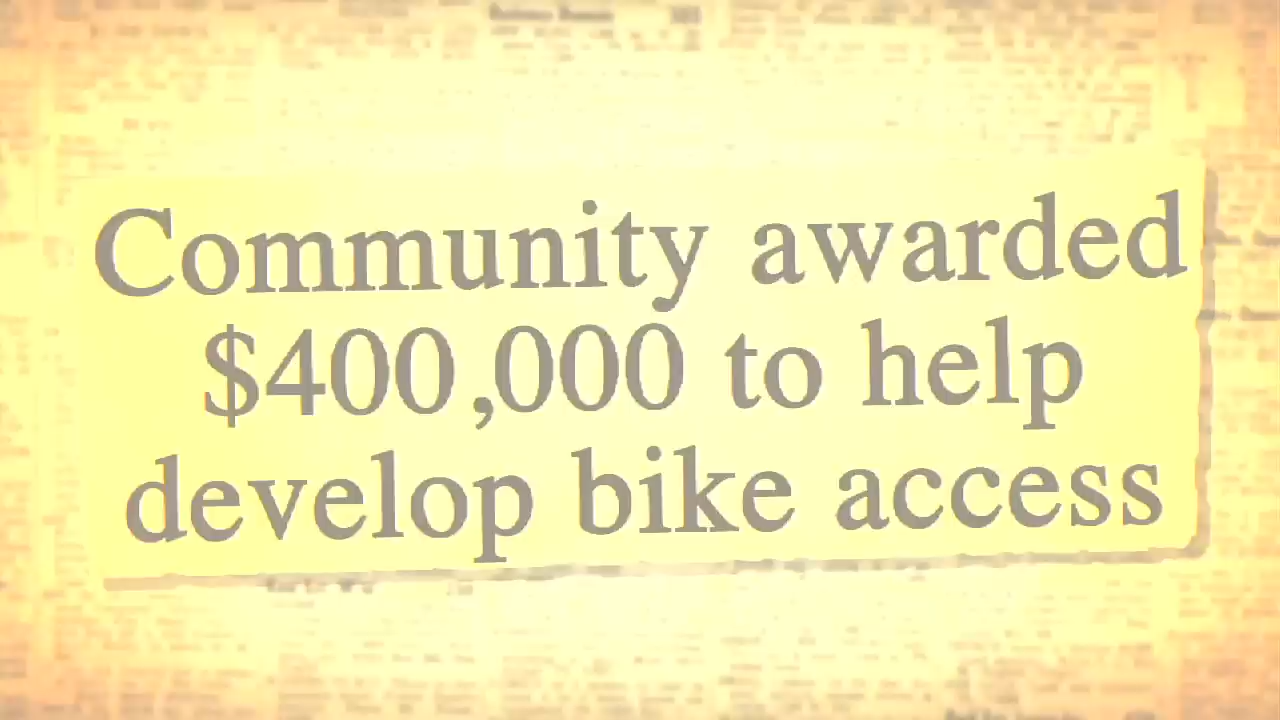 Community awarded
$400,000 to help
develop bike access